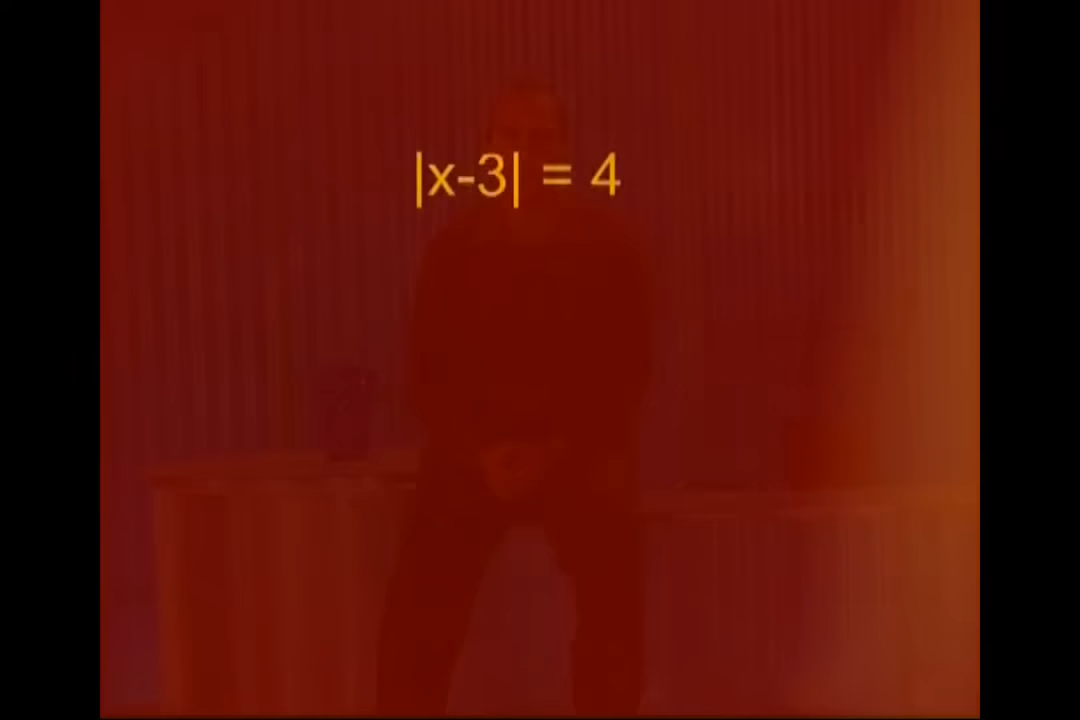 |x-3| = 4